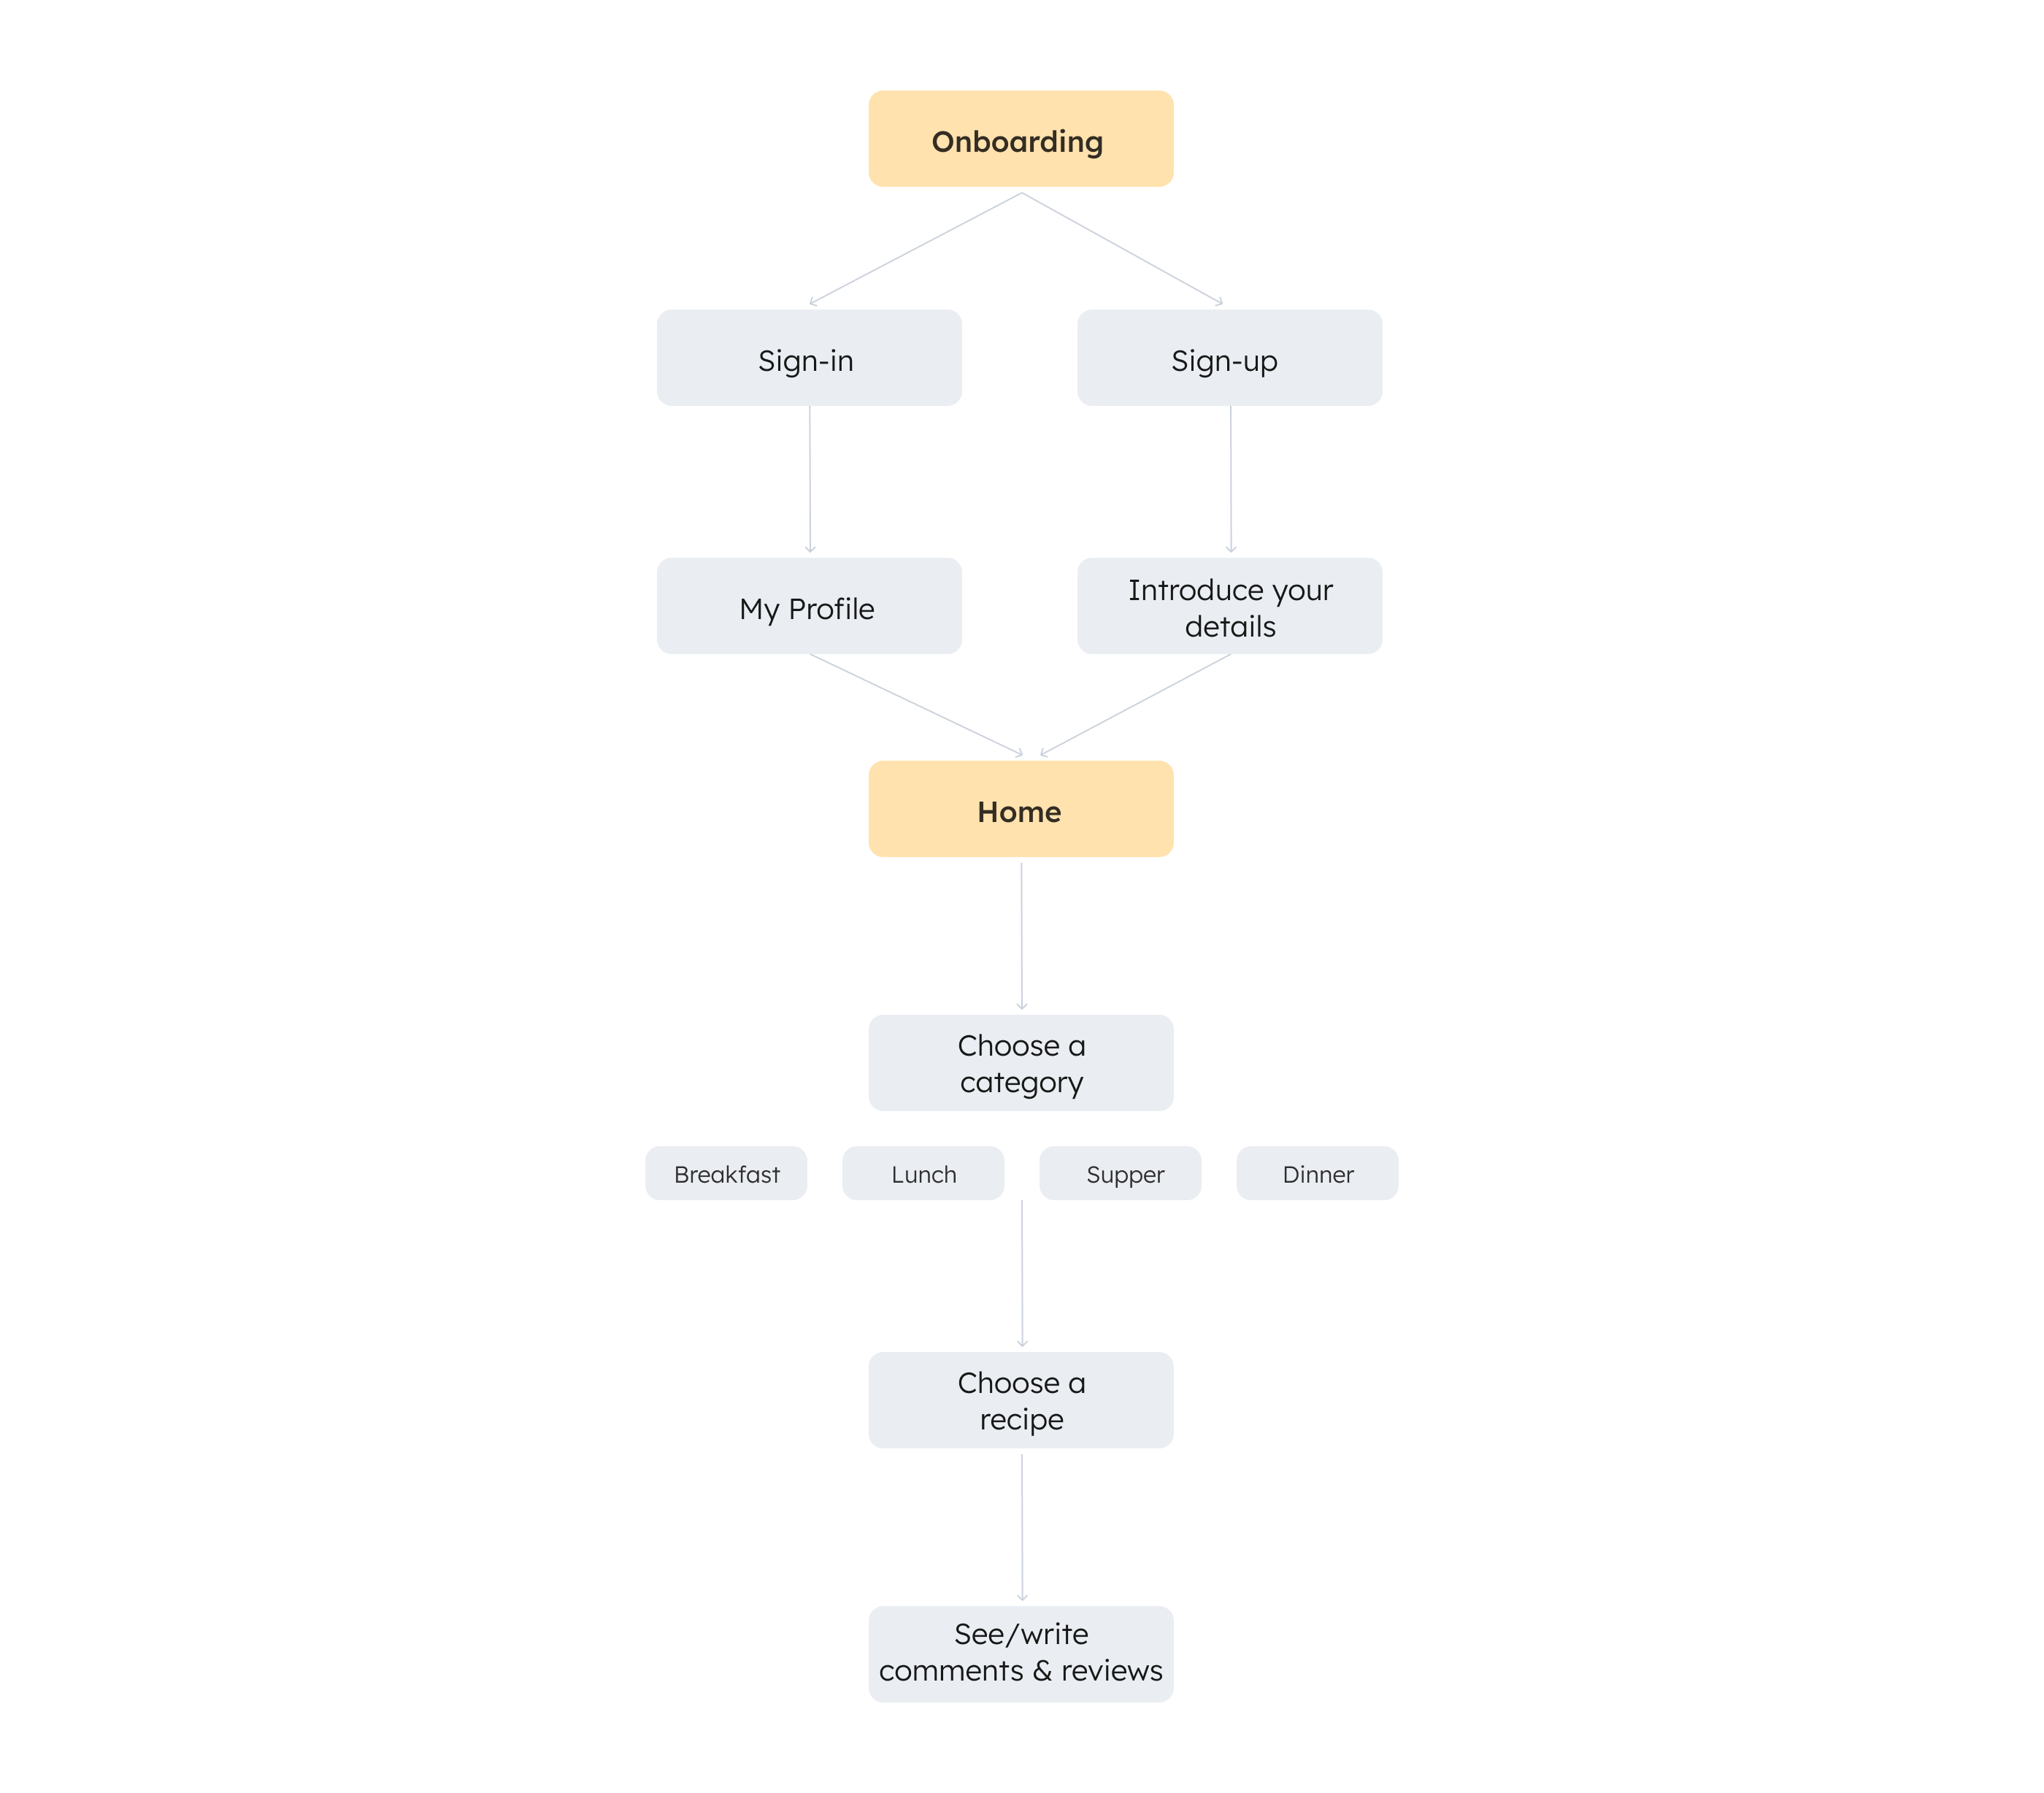 Onboarding
Sign-in
Sign-up
My Profile
Introduce your
details
Home
Choose a
category
Breakfast
Lunch
Supper
Dinner
Choose a
recipe
See/write
comments & reviews